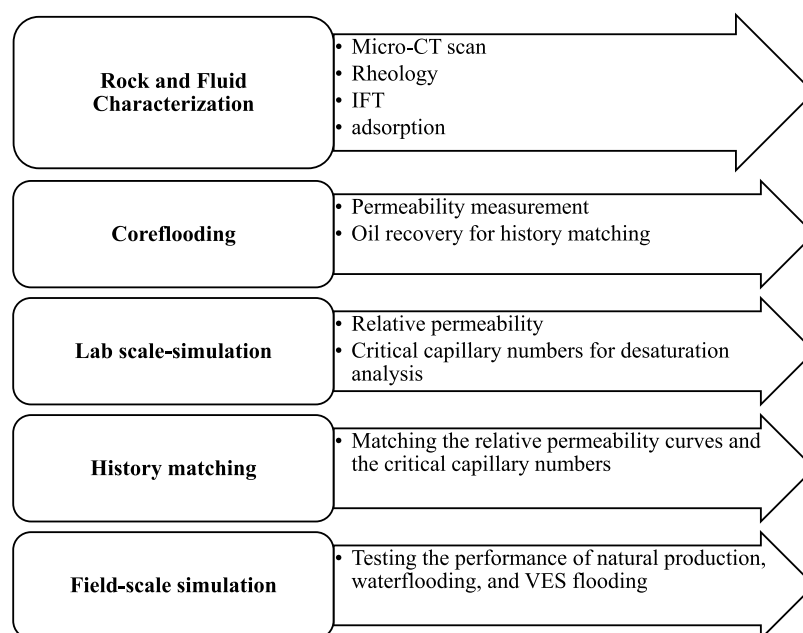 Rock and Fluid
Characterization
• Micro-CT scan
• Rheology
• IFT
• adsorption
Coreflooding
• Permeability measurement
• Oil recovery for history matching
Lab scale-simulation
• Relative permeability
• Critical capillary numbers for desaturation
analysis
History matching
• Matching the relative permeability curves and
the critical capillary numbers
Field-scale simulation
• Testing the performance of natural production,
waterflooding, and VES flooding